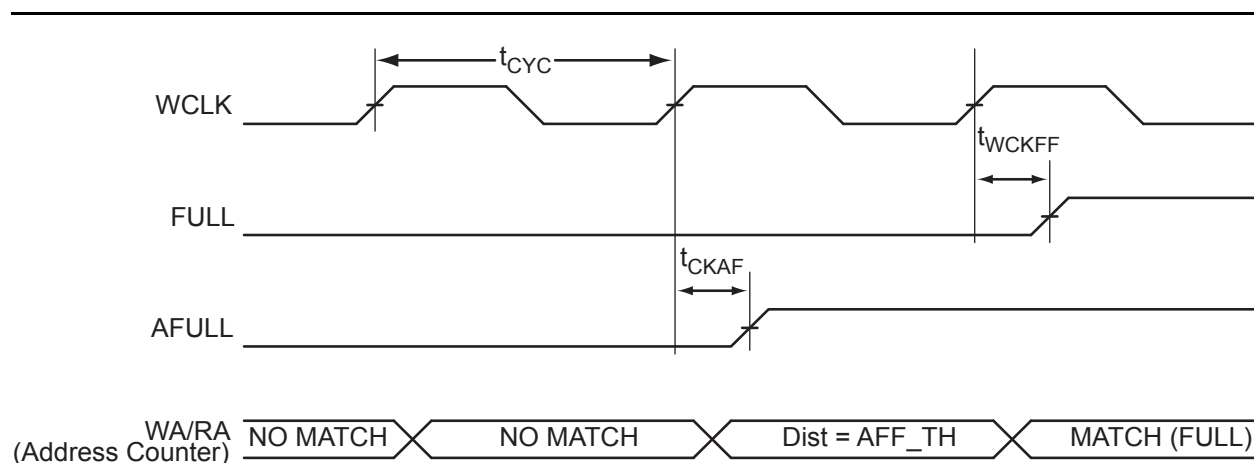 tCYC
WCLK
tWCKFF
FULL
tCKAF
AFULL
WA/RA
(Address Counter)
NO MATCH
NO MATCH
Dist = AFF_TH
MATCH (FULL)